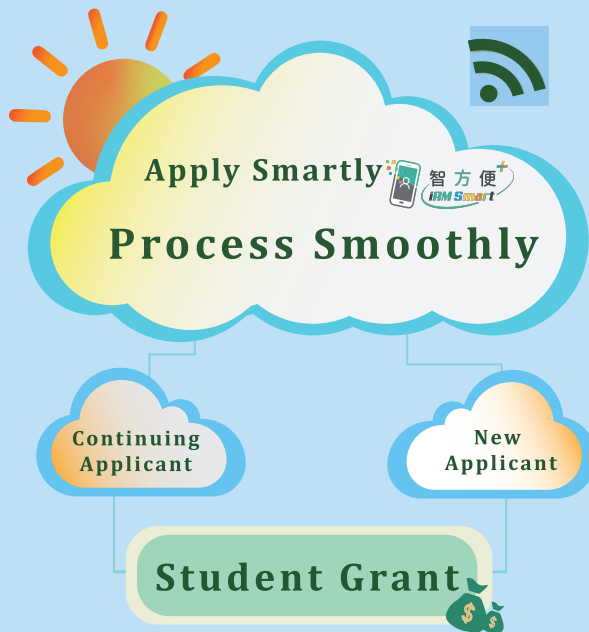 Apply Smartly
智方便+
iAM Smart
Process Smoothly
Continuing
Applicant
New
Applicant
Student Grant
$
$